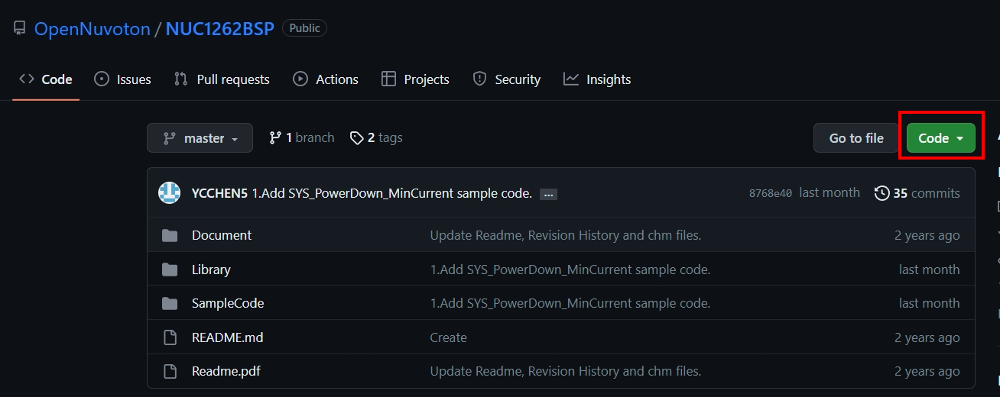 OpenNuvoton / NUC1262BSP Public
Code Issues Pull requests Actions Projects Security Insights
master 1 branch 2 tags Go to file Code
YCCHEN5 1.Add SYS_PowerDown_MinCurrent sample code. ... 8768e40 last month 35 commits
Document Update Readme, Revision History and chm files. 2 years ago
Library 1.Add SYS_PowerDown_MinCurrent sample code. last month
SampleCode 1.Add SYS_PowerDown_MinCurrent sample code. last month
README.md Create 2 years ago
Readme.pdf Update Readme, Revision History and chm files. 2 years ago